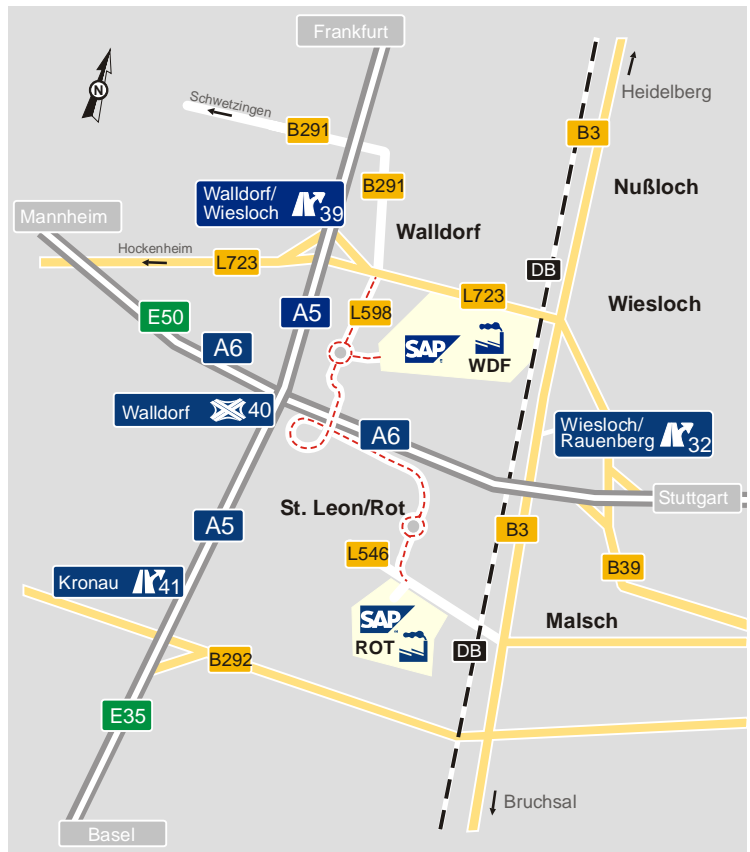 Frankfurt
N
Schwetzingen
Heidelberg
B291
B3
B291
Walldorf/
Wiesloch 39
Nußloch
Mannheim
Walldorf
Hockenheim
L723
DB
L723
Wiesloch
E50
A5
L598
A6
SAP
WDF
Walldorf 40
A6
Wiesloch/
Rauenberg 32
Stuttgart
St. Leon/Rot
A5
B3
L546
B39
Kronau 41
SAP
ROT
Malsch
DB
B292
E35
Bruchsal
Basel